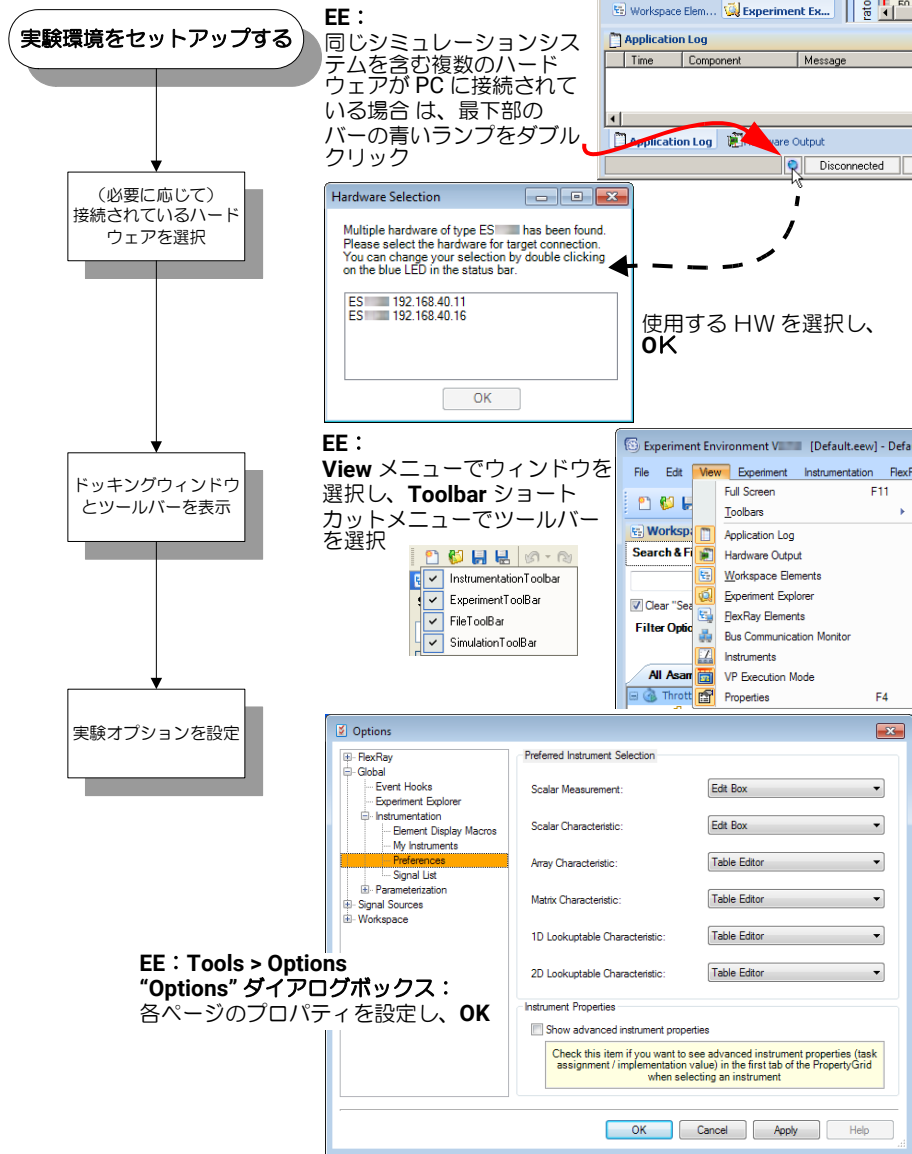 実験環境をセットアップする
EE：
同じシミュレーションシス
テムを含む複数のハード
ウェアが PC に接続されて
いる場合 は、最下部の
バーの青いランプをダブル
クリック
Workspace Elem...
Experiment Ex...
Application Log
Time
Component
Message
Application Log
Output
Disconnected
（必要に応じて）
接続されているハード
ウェアを選択
Hardware Selection
Multiple hardware of type ES has been found.
Please select the hardware for target connection.
You can change your selection by double clicking
on the blue LED in the status bar.
ES 192.168.40.11
ES 192.168.40.16
OK
使用する HW を選択し、
OK
ドッキングウィンドウ
とツールバーを表示
EE：
View メニューでウィンドウを
選択し、Toolbar ショート
カットメニューでツールバー
を選択
InstrumentationToolbar
ExperimentToolBar
FileToolBar
SimulationToolBar
Experiment Environment V [Default.eew] - Defa
File Edit View Experiment Instrumentation FlexR
Full Screen F11
Toolbars
Application Log
Hardware Output
Workspace Elements
Experiment Explorer
FlexRay Elements
Bus Communication Monitor
Instruments
VP Execution Mode
Properties F4
Worksp
Search & Fi
Clear "Sea
Filter Optio
All Asam
Thrott
実験オプションを設定
Options
FlexRay
Global
Event Hooks
Experiment Explorer
Instrumentation
Element Display Macros
My Instruments
Preferences
Signal List
Parameterization
Signal Sources
Workspace
Preferred Instrument Selection
Scalar Measurement: Edit Box
Scalar Characteristic: Edit Box
Array Characteristic: Table Editor
Matrix Characteristic: Table Editor
1D Lookuptable Characteristic: Table Editor
2D Lookuptable Characteristic: Table Editor
Instrument Properties
Show advanced instrument properties
Check this item if you want to see advanced instrument properties (task
assignment / implementation value) in the first tab of the PropertyGrid
when selecting an instrument
OK Cancel Apply Help
EE：Tools > Options
“Options” ダイアログボックス：
各ページのプロパティを設定し、OK